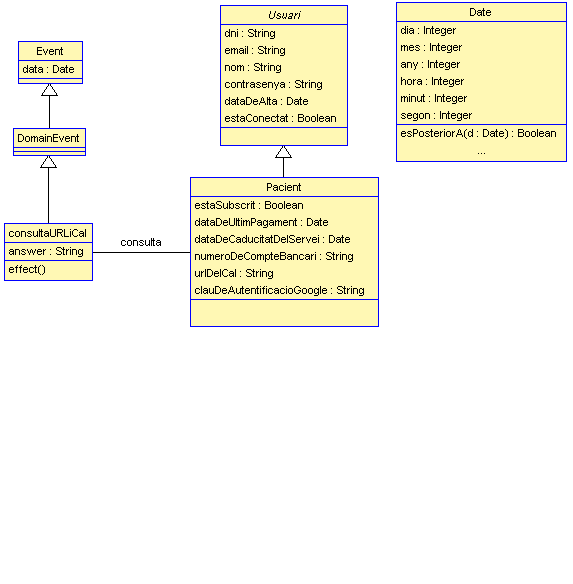 Event
data : Date
DomainEvent
consultaURLiCal
answer : String
effect()
consulta
Usuari
dni : String
email : String
nom : String
contrasenya : String
dataDeAlta : Date
estaConectat : Boolean
Pacient
estaSubscrit : Boolean
dataDeUltimPagament : Date
dataDeCaducitatDelServei : Date
numeroDeCompteBancari : String
urlDelCal : String
clauDeAutentificacioGoogle : String
Date
dia : Integer
mes : Integer
any : Integer
hora : Integer
minut : Integer
segon : Integer
esPosteriorA(d : Date) : Boolean
...